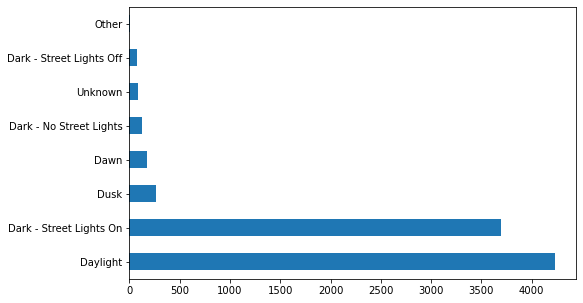 Other
Dark - Street Lights Off
Unknown
Dark - No Street Lights
Dawn
Dusk
Dark - Street Lights On
Daylight
0 500 1000 1500 2000 2500 3000 3500 4000